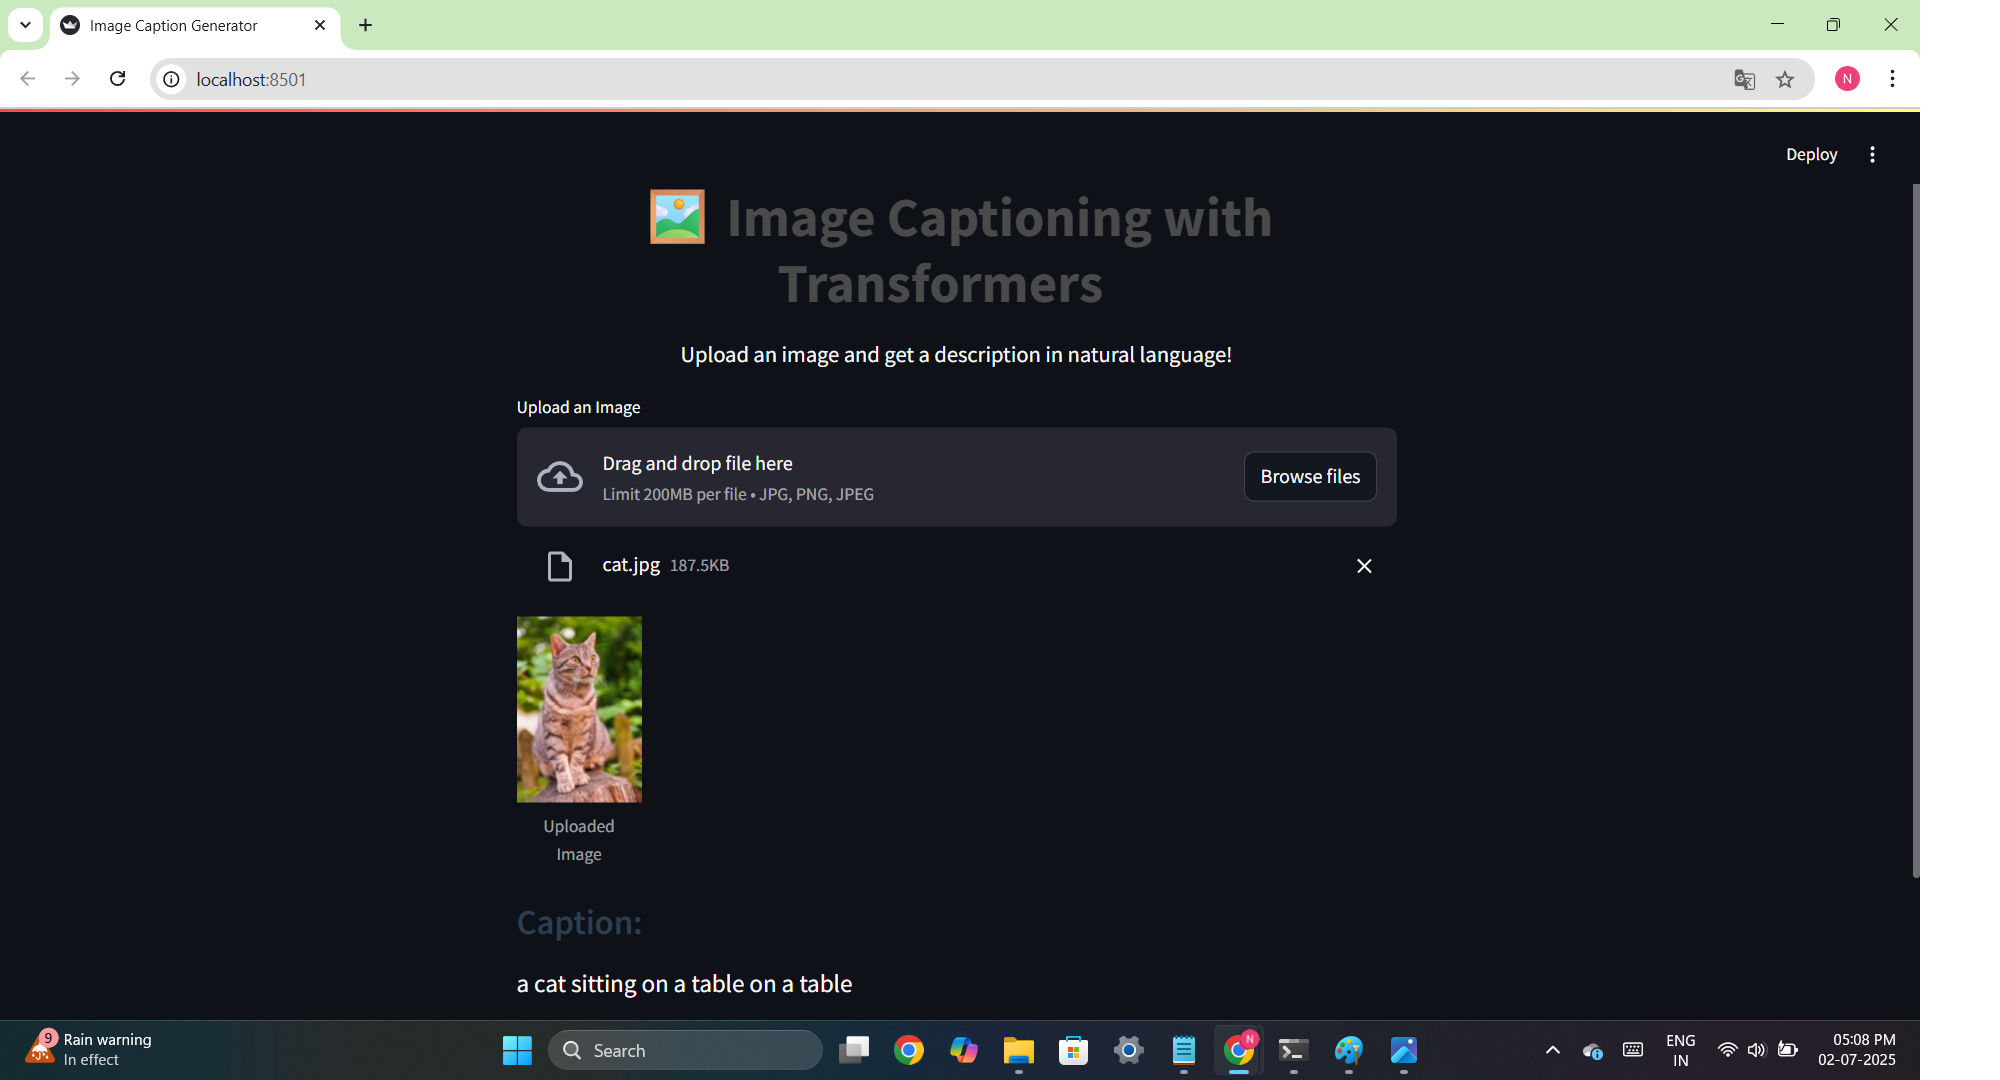 Image Caption Generator
localhost:8501
N
Deploy
Image Captioning with
Transformers
Upload an image and get a description in natural language!
Upload an Image
Drag and drop file here
Limit 200MB per file • JPG, PNG, JPEG
Browse files
cat.jpg 187.5KB
Uploaded
Image
Caption:
a cat sitting on a table on a table
9
Rain warning
In effect
Search
N
ENG
IN
05:08 PM
02-07-2025